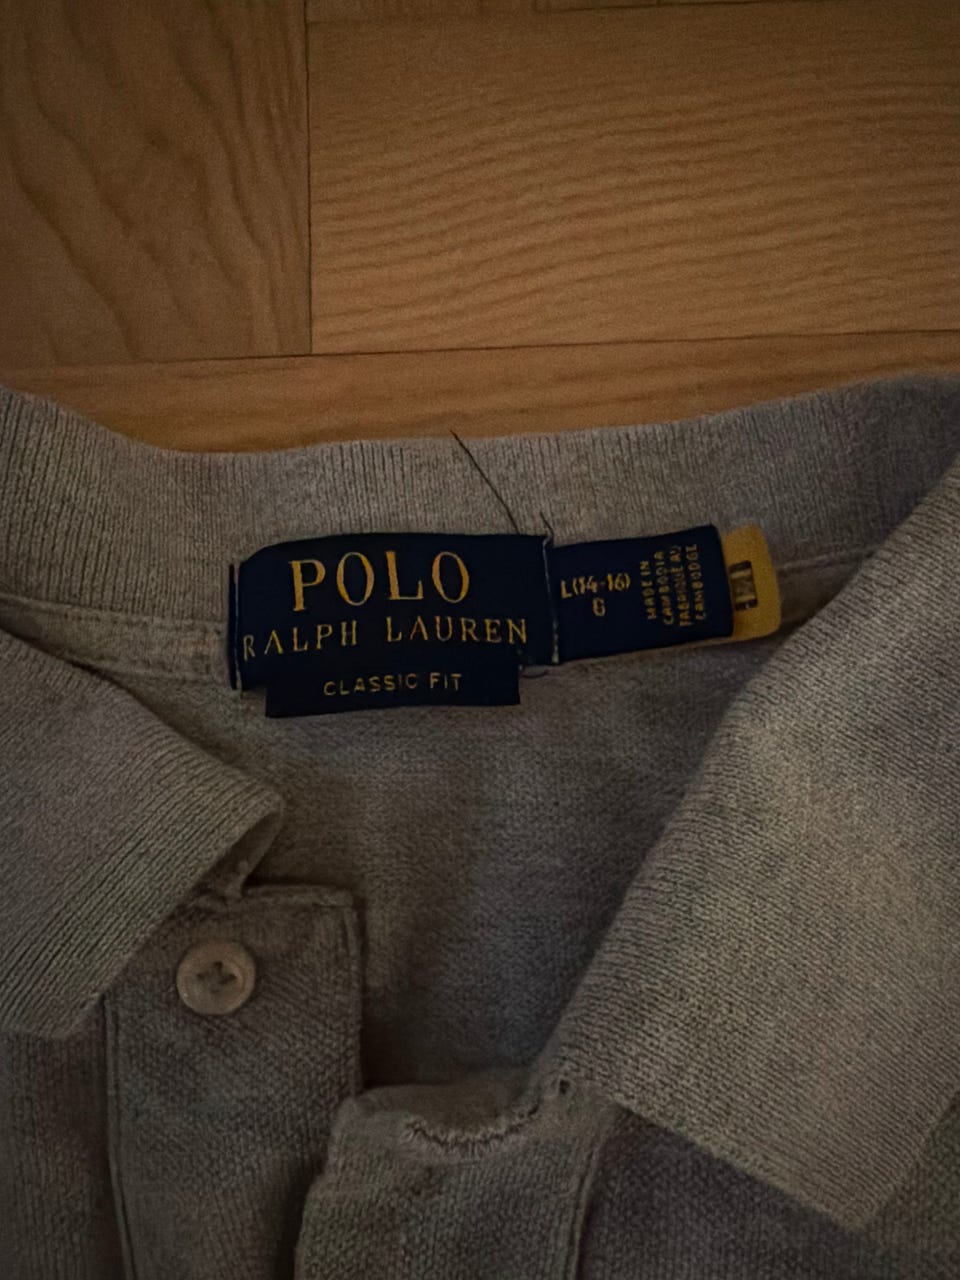 POLO
RALPH LAUREN
CLASSIC FIT
L(14-16)
G
MADE IN
CAMBODIA
FABRIQUÉ AU
CAMBODGE